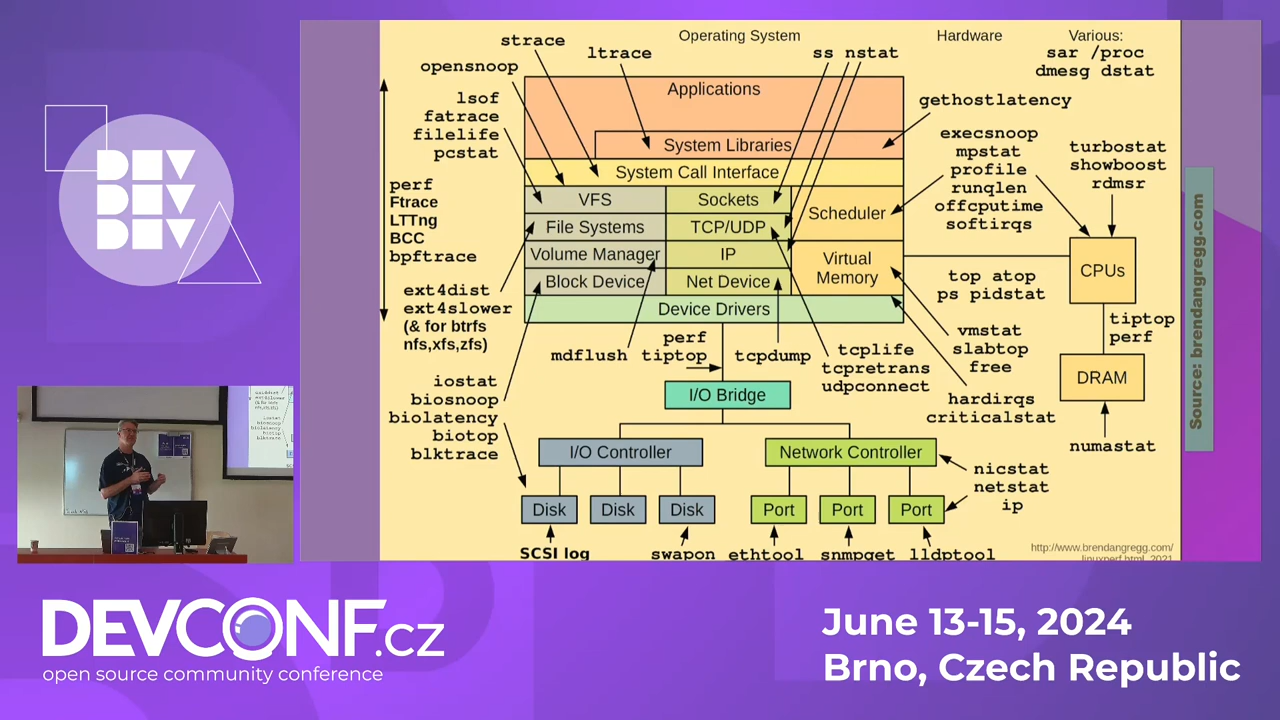 DEV
DEV
DEV
Operating System
Hardware
Various:
sar /proc
dmesg dstat
strace
ltrace
ss nstat
opensnoop
lsof
fatrace
filelife
pcstat
gethostlatency
perf
Ftrace
LTTng
BCC
bpftrace
Applications
System Libraries
System Call Interface
VFS
Sockets
Scheduler
File Systems
TCP/UDP
Volume Manager
IP
Virtual
Memory
Block Device
Net Device
Device Drivers
execsnoop
mpstat
profile
runqlen
offcputime
softirqs
turbostat
showboost
rdmsr
CPUs
top atop
ps pidstat
tiptop
perf
DRAM
numastat
ext4dist
ext4slower
(& for btrfs
nfs,xfs,zfs)
mdflush
perf
tiptop
tcpdump
tcplife
tcpretrans
udpconnect
vmstat
slabtop
free
hardirqs
criticalstat
iostat
biosnoop
biolatency
biotop
blktrace
I/O Bridge
I/O Controller
Network Controller
nicstat
netstat
ip
Disk
Disk
Disk
Port
Port
Port
SCSI log
swapon
ethtool
snmpget
lldptool
http://www.brendangregg.com/
linuxperf.html 2021
Source: brendangregg.com
DEVCONF.cz
open source community conference
June 13-15, 2024
Brno, Czech Republic